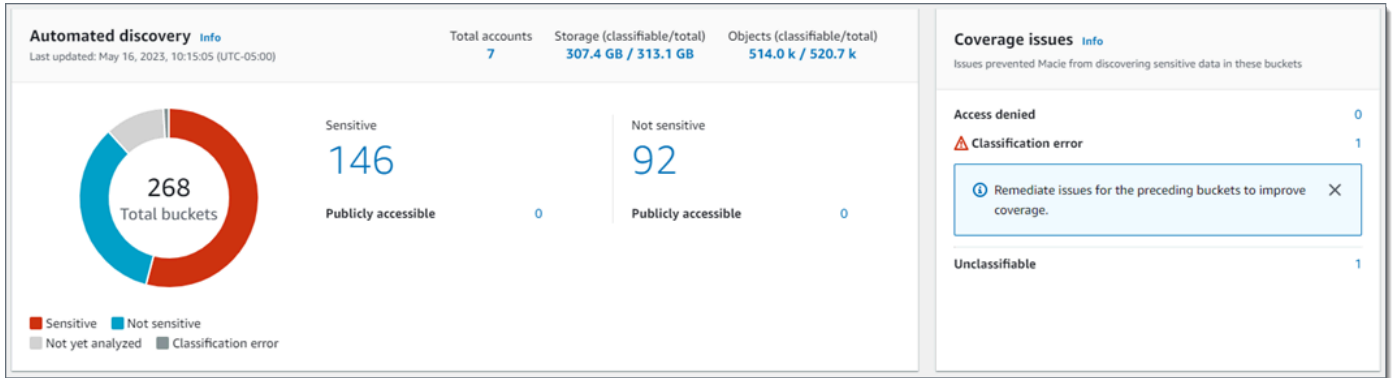 Automated discovery Info
Last updated: May 16, 2023, 10:15:05 (UTC-05:00)
Total accounts
7
Storage (classifiable/total)
307.4 GB / 313.1 GB
Objects (classifiable/total)
514.0 k / 520.7 k
268
Total buckets
Sensitive
146
Publicly accessible 0
Not sensitive
92
Publicly accessible 0
Sensitive Not sensitive
Not yet analyzed Classification error
Coverage issues Info
Issues prevented Macie from discovering sensitive data in these buckets
Access denied 0
Classification error 1
Remediate issues for the preceding buckets to improve
coverage.
Unclassifiable 1